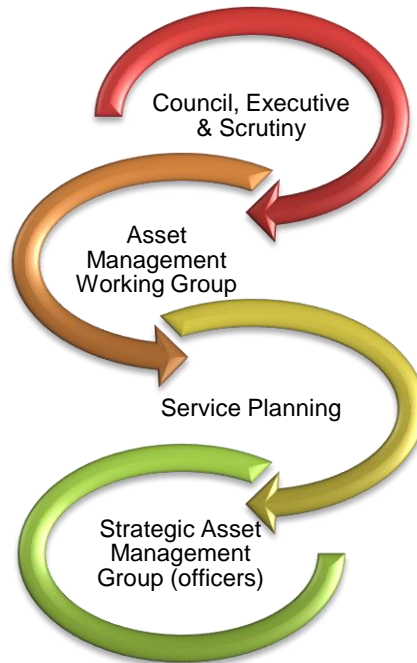 Council, Executive
& Scrutiny
Asset
Management
Working Group
Service Planning
Strategic Asset
Management
Group (officers)